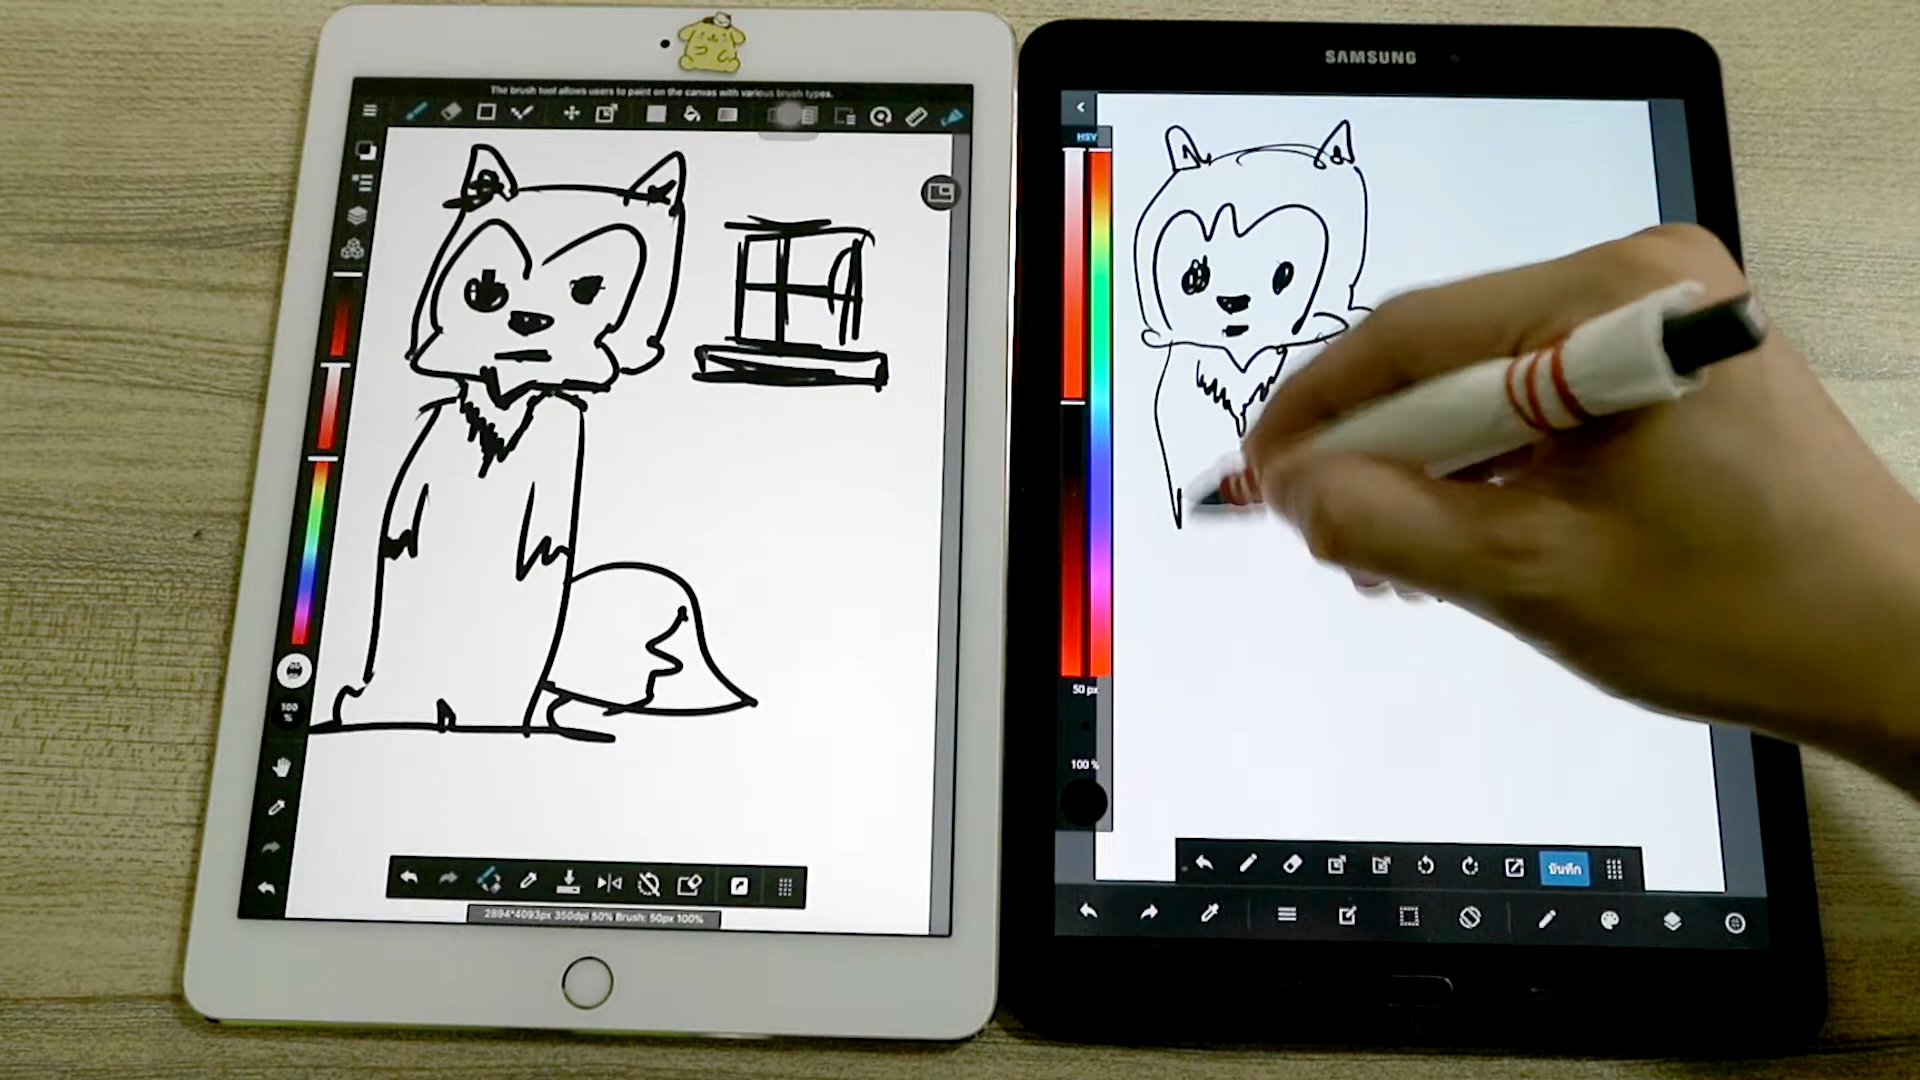 The brush tool allows users to paint on the canvas with various brush types.
100
%
2894*4093px 350dpi 50% Brush: 50px 100%
SAMSUNG
HSV
50 px
100 %
บันทึก